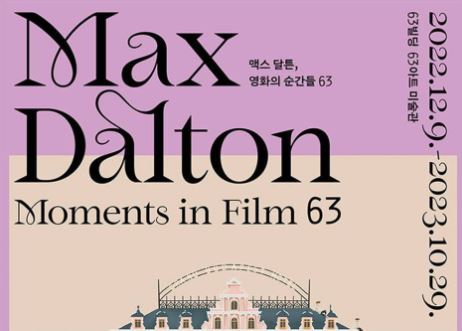 Max
맥스 달튼,
영화의 순간들 63
Dalton
Moments in Film 63
2022.12.9.-2023.10.29.
63빌딩 63아트 미술관